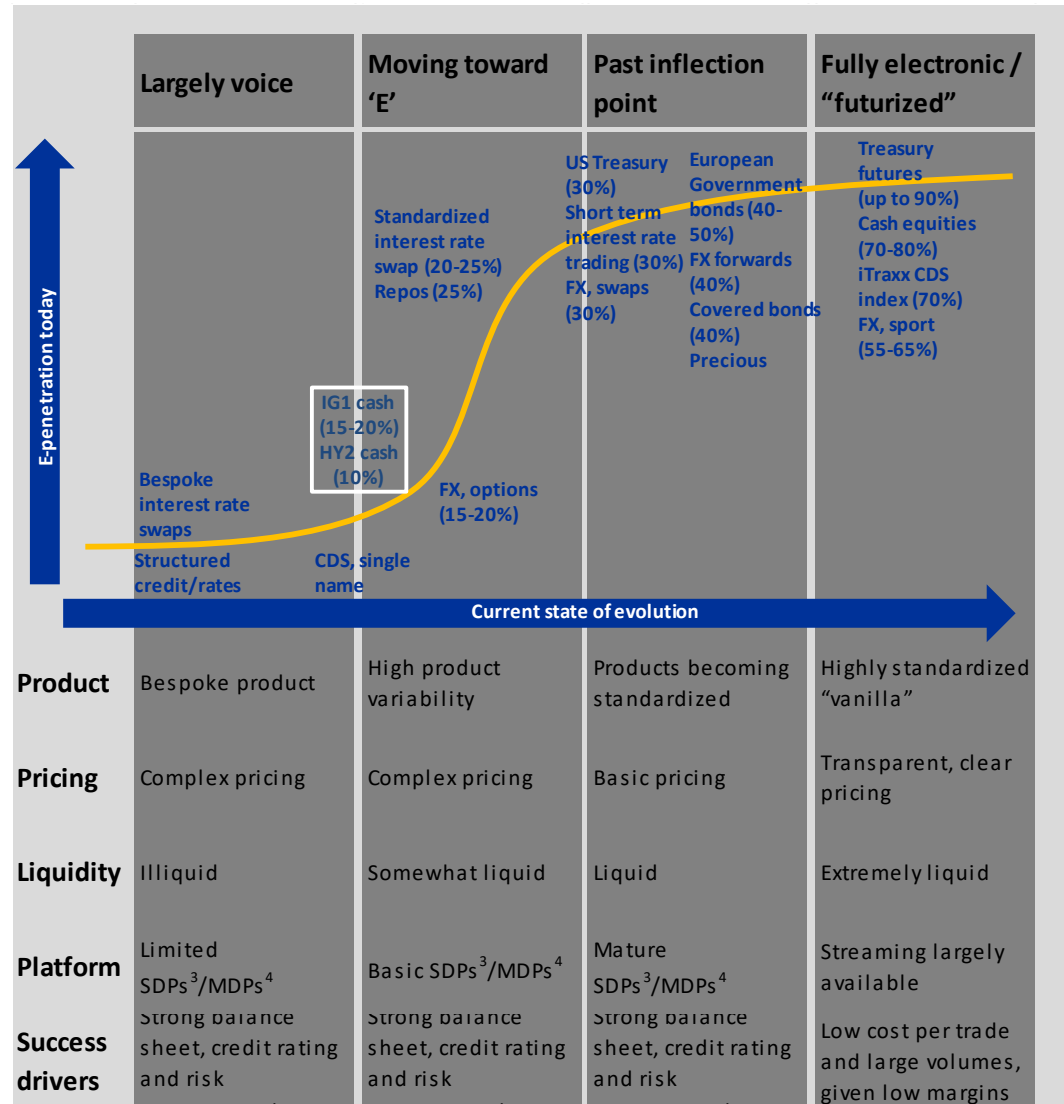 Largely voice
Moving toward
‘E’
Past inflection
point
Fully electronic /
“futurized”
E-penetration today
Bespoke
interest rate
swaps
Structured
credit/rates
IG1 cash
(15-20%)
HY2 cash
(10%)
CDS, single
name
Standardized
interest rate
swap (20-25%)
Repos (25%)
FX, options
(15-20%)
US Treasury
(30%)
Short term
interest rate
trading (30%)
FX, swaps
(30%)
European
Government
bonds (40-
50%)
FX forwards
(40%)
Covered bonds
(40%)
Precious
Treasury
futures
(up to 90%)
Cash equities
(70-80%)
iTraxx CDS
index (70%)
FX, sport
(55-65%)
Current state of evolution
Product
Bespoke product
High product
variability
Products becoming
standardized
Highly standardized
“vanilla”
Pricing
Complex pricing
Complex pricing
Basic pricing
Transparent, clear
pricing
Liquidity
Illiquid
Somewhat liquid
Liquid
Extremely liquid
Platform
Limited
SDPs³/MDPs⁴
Basic SDPs³/MDPs⁴
Mature
SDPs³/MDPs⁴
Streaming largely
available
Success
drivers
Strong balance
sheet, credit rating
and risk
Strong balance
sheet, credit rating
and risk
Strong balance
sheet, credit rating
and risk
Low cost per trade
and large volumes,
given low margins